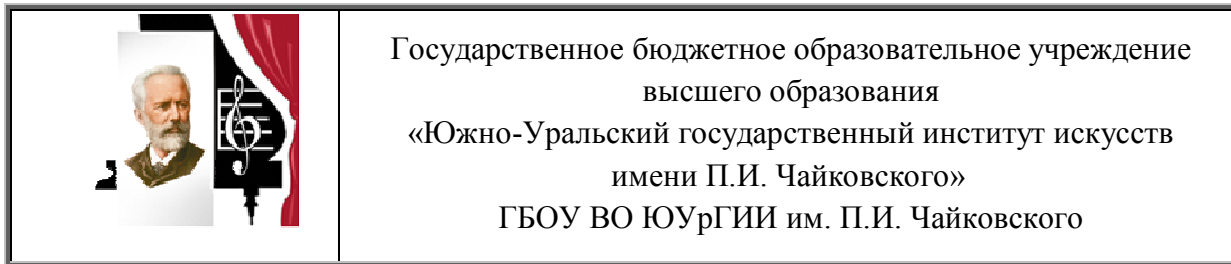 Государственное бюджетное образовательное учреждение
высшего образования
«Южно-Уральский государственный институт искусств
имени П.И. Чайковского»
ГБОУ ВО ЮУрГИИ им. П.И. Чайковского